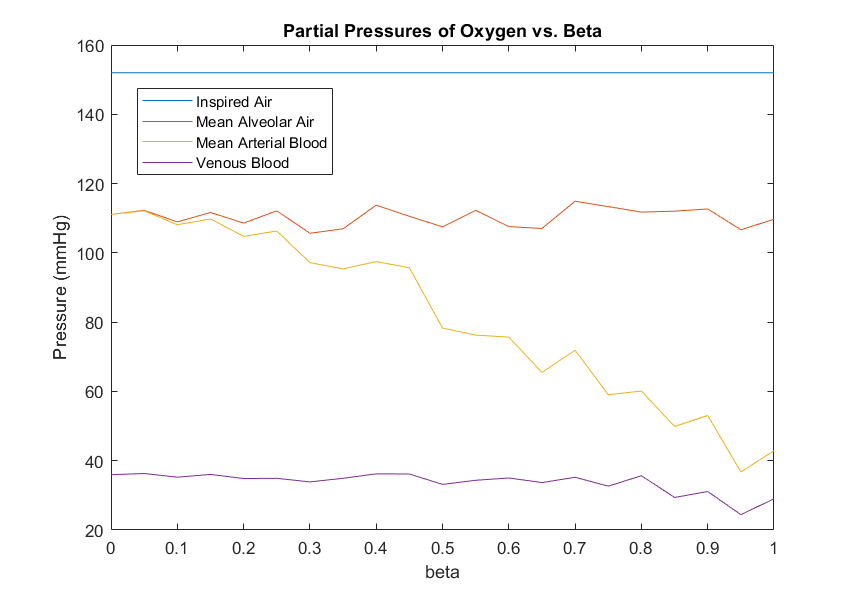 Partial Pressures of Oxygen vs. Beta
160
140
120
100
80
60
40
20
Pressure (mmHg)
Inspired Air
Mean Alveolar Air
Mean Arterial Blood
Venous Blood
0 0.1 0.2 0.3 0.4 0.5 0.6 0.7 0.8 0.9 1
beta